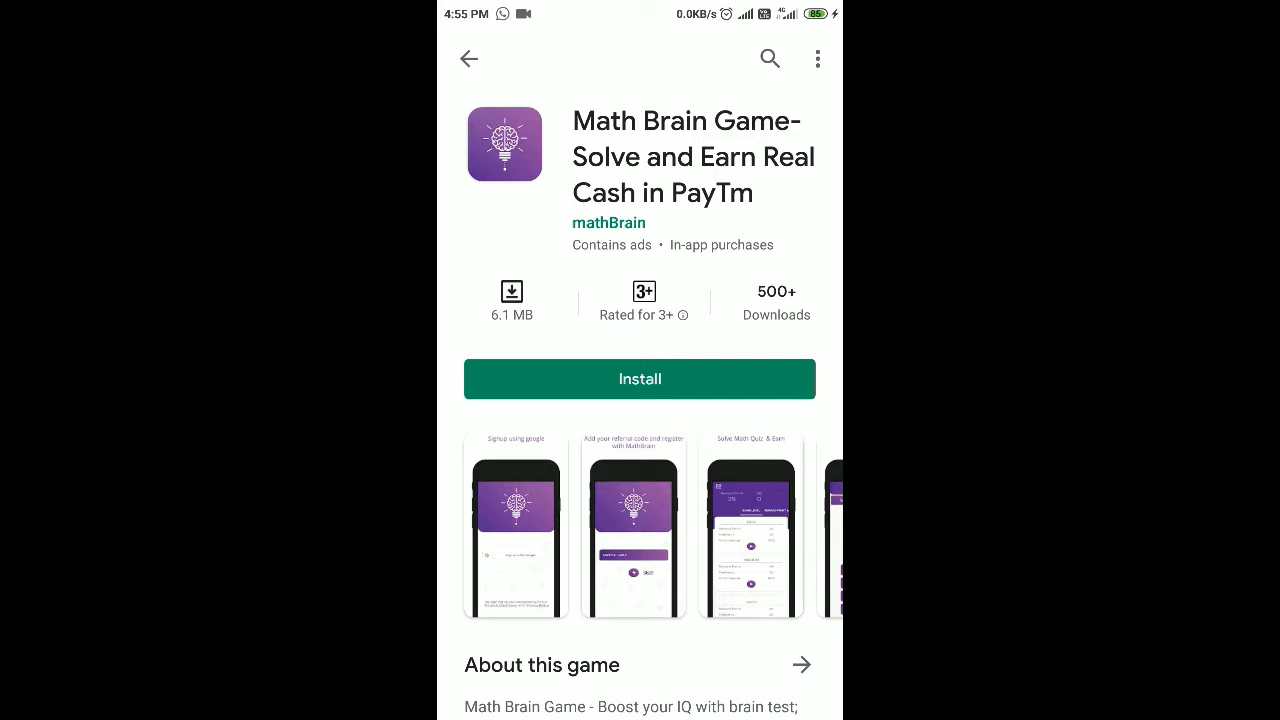 4:55 PM
0.0KB/s
4G
85
Math Brain Game-
Solve and Earn Real
Cash in PayTm
mathBrain
Contains ads • In-app purchases
3+
500+
6.1 MB
Rated for 3+
Downloads
Install
Signup using google
Add your referral code and register
with MathBrain
Solve Math Quiz & Earn
About this game
Math Brain Game - Boost your IQ with brain test;